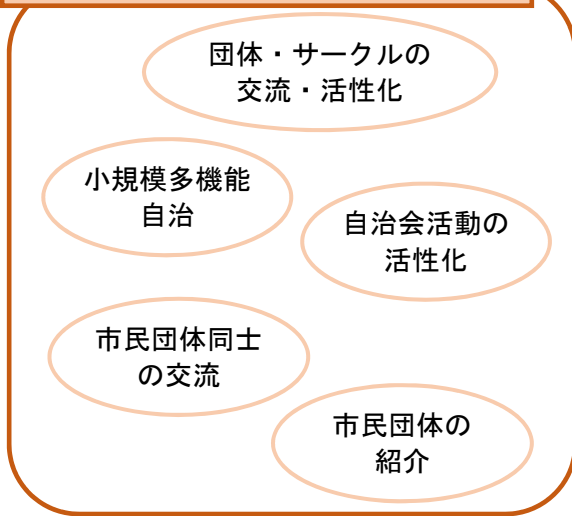 団体・サークルの
交流・活性化
小規模多機能
自治
自治会活動の
活性化
市民団体同士
の交流
市民団体の
紹介